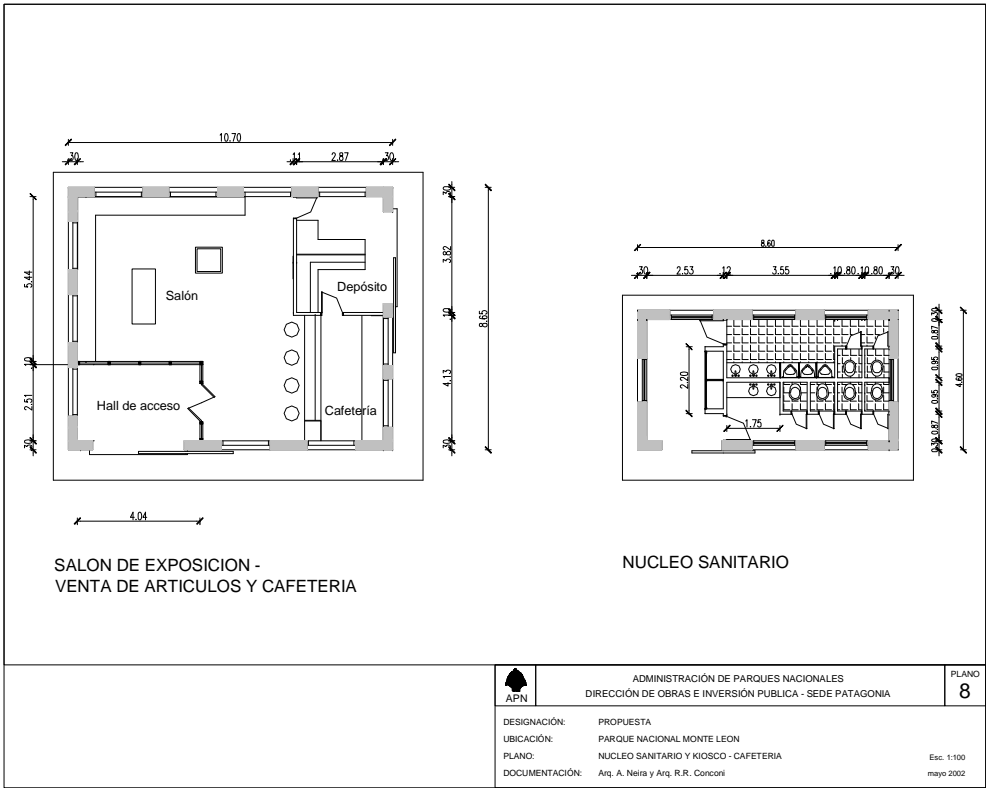 10.70
.30
.11
2.87
.30
5.44
.10
2.51
.30
.30
3.82
.10
4.13
.30
8.65
Salón
Depósito
Hall de acceso
Cafetería
4.04
SALON DE EXPOSICION -
VENTA DE ARTICULOS Y CAFETERIA
8.60
.30
2.53
.12
3.55
.10
.80
.10
.80
.30
2.20
1.75
0.30
0.87
0.95
0.95
0.87
0.30
4.60
NUCLEO SANITARIO
APN
ADMINISTRACIÓN DE PARQUES NACIONALES
DIRECCIÓN DE OBRAS E INVERSIÓN PUBLICA - SEDE PATAGONIA
PLANO
8
DESIGNACIÓN: PROPUESTA
UBICACIÓN: PARQUE NACIONAL MONTE LEON
PLANO: NUCLEO SANITARIO Y KIOSCO - CAFETERIA
Esc. 1:100
DOCUMENTACIÓN: Arq. A. Neira y Arq. R.R. Conconi
mayo 2002